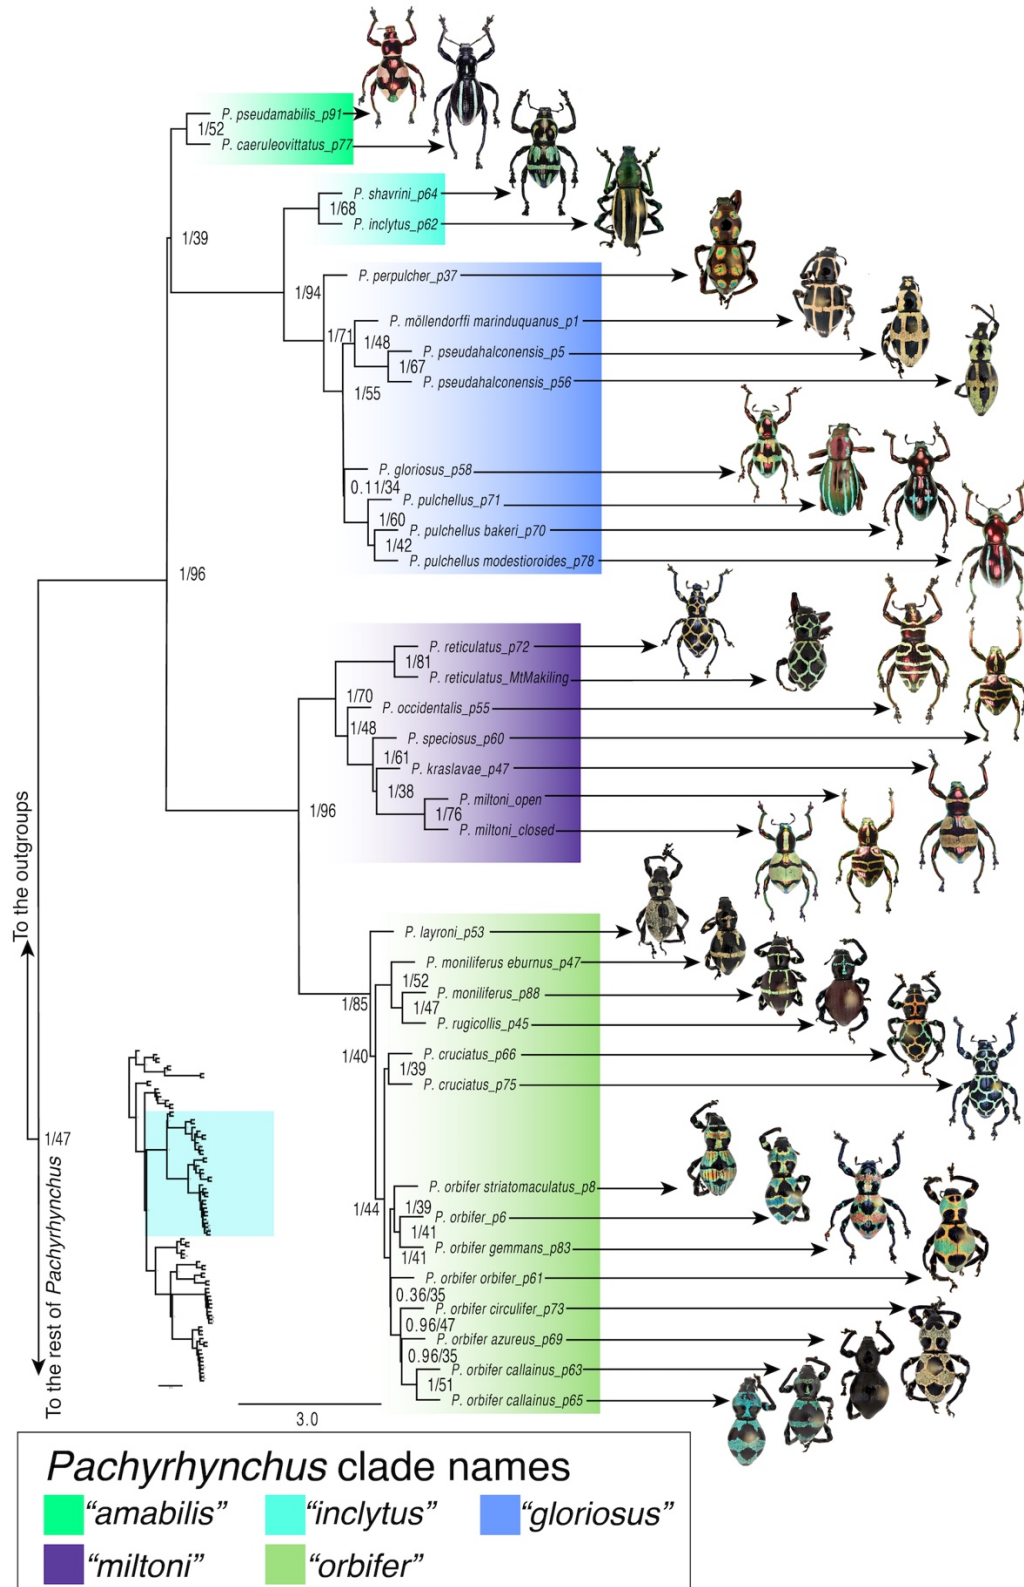 P. pseudamabilis_p91
1/52
P. caeruleovittatus_p77
P. shavrini_p64
1/68
P. inclytus_p62
1/39
P. perpulcher_p37
1/94
P. möllendorffi marinduquanus_p1
1/71
1/48
P. pseudahalconensis_p5
1/67
P. pseudahalconensis_p56
1/55
P. gloriosus_p58
0.11/34
P. pulchellus_p71
1/60
P. pulchellus bakeri_p70
1/42
P. pulchellus modestioroides_p78
1/96
P. reticulatus_p72
1/81
P. reticulatus_MtMakiling
1/70
P. occidentalis_p55
1/48
P. speciosus_p60
1/61
P. kraslavae_p47
1/38
P. miltoni_open
1/96
1/76
P. miltoni_closed
To the outgroups
P. layroni_p53
P. moniliferus eburnus_p47
1/52
P. moniliferus_p88
1/85
1/47
P. rugicollis_p45
1/40
P. cruciatus_p66
1/39
P. cruciatus_p75
1/47
P. orbifer striatomaculatus_p8
1/44
1/39
P. orbifer_p6
1/41
P. orbifer gemmans_p83
1/41
P. orbifer orbifer_p61
0.36/35
P. orbifer circulifer_p73
0.96/47
P. orbifer azureus_p69
0.96/35
P. orbifer callainus_p63
1/51
P. orbifer callainus_p65
To the rest of Pachyrhynchus
3.0
Pachyrhynchus clade names
“amabilis” “inclytus” “gloriosus”
“miltoni” “orbifer”